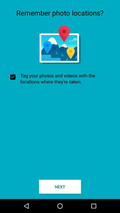 Remember photo locations?
Tag your photos and videos with the
locations where they're taken.
NEXT